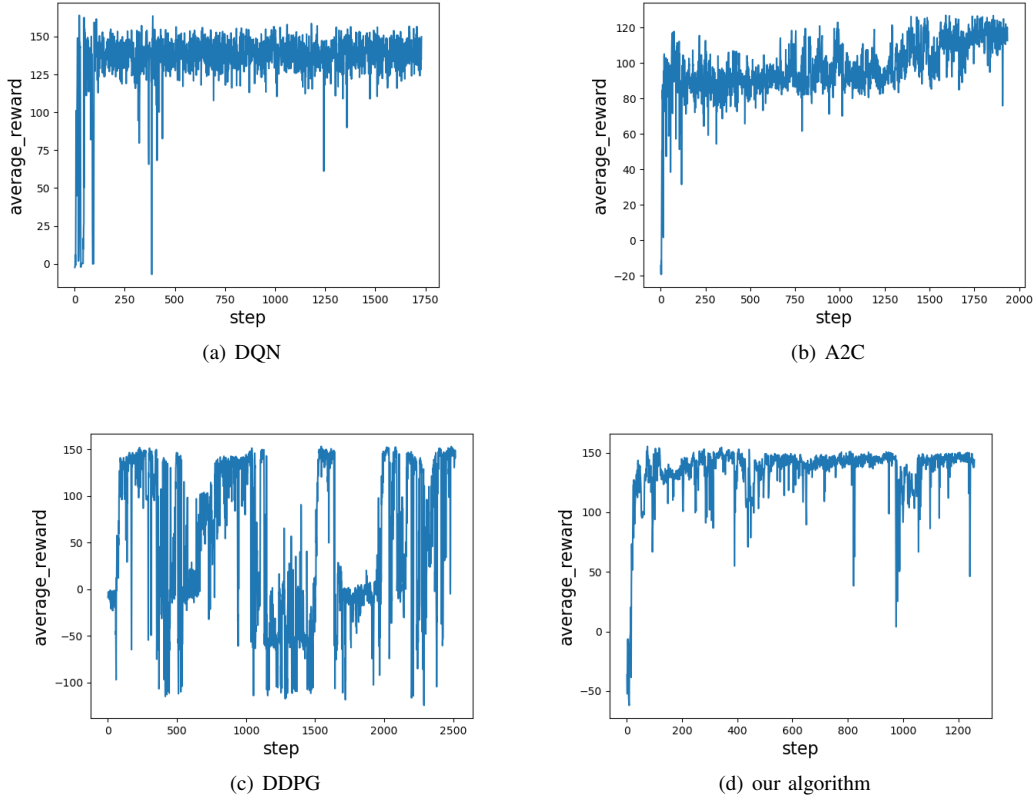 150
125
100
75
50
25
0
average_reward
0 250 500 750 1000 1250 1500 1750
step
(a) DQN
120
100
80
60
40
20
0
−20
average_reward
0 250 500 750 1000 1250 1500 1750 2000
step
(b) A2C
150
100
50
0
−50
−100
average_reward
0 500 1000 1500 2000 2500
step
(c) DDPG
150
100
50
0
−50
average_reward
0 200 400 600 800 1000 1200
step
(d) our algorithm